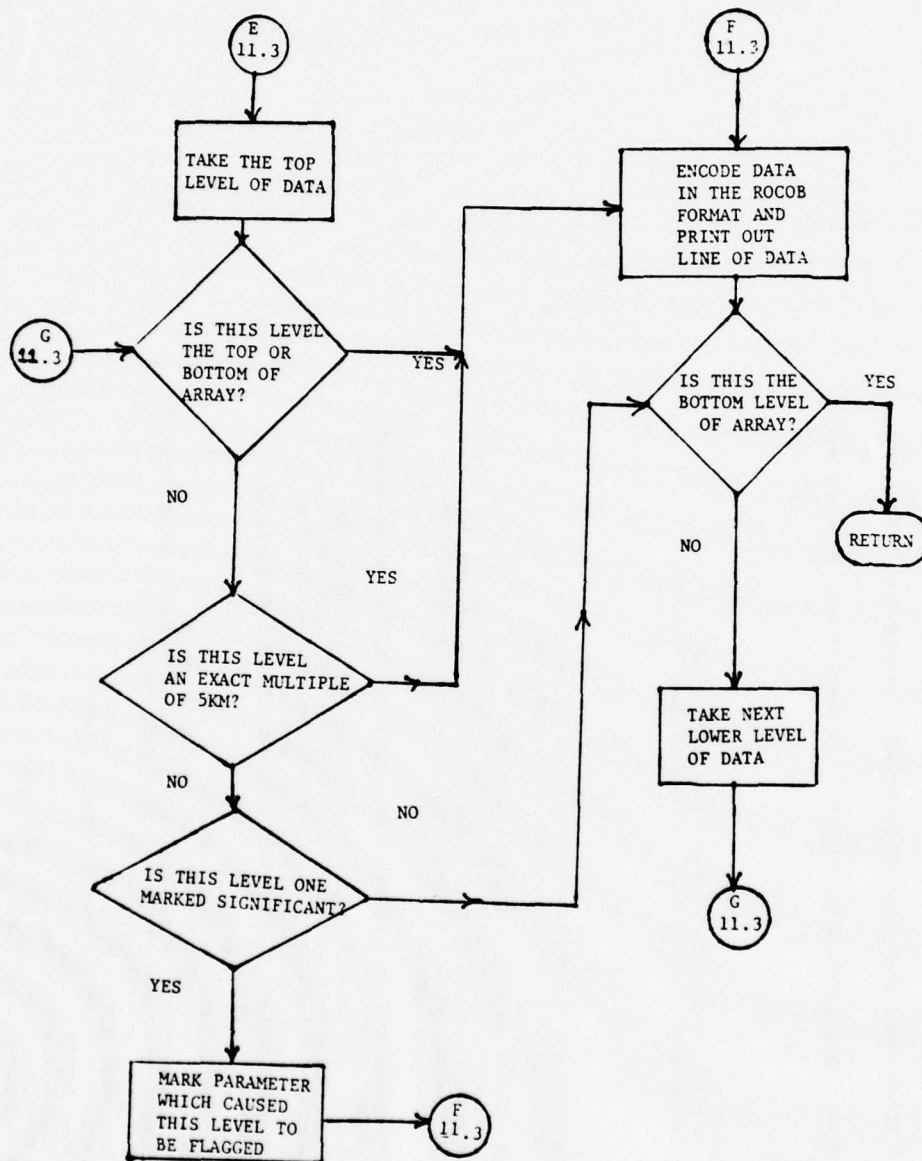 E
11.3
TAKE THE TOP
LEVEL OF DATA
G
11.3
IS THIS LEVEL
THE TOP OR
BOTTOM OF
ARRAY?
YES
NO
YES
IS THIS LEVEL
AN EXACT MULTIPLE
OF 5KM?
NO
NO
IS THIS LEVEL ONE
MARKED SIGNIFICANT?
YES
MARK PARAMETER
WHICH CAUSED
THIS LEVEL TO
BE FLAGGED
F
11.3
F
11.3
ENCODE DATA
IN THE ROCOB
FORMAT AND
PRINT OUT
LINE OF DATA
IS THIS THE
BOTTOM LEVEL
OF ARRAY?
YES
RETURN
NO
TAKE NEXT
LOWER LEVEL
OF DATA
G
11.3